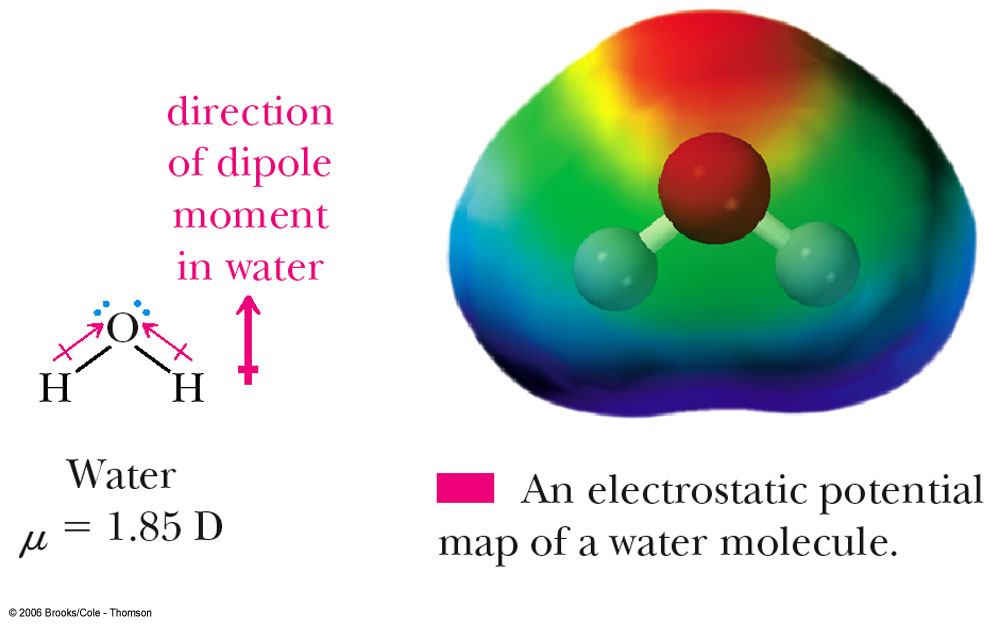 direction
of dipole
moment
in water
O
H H
Water
μ = 1.85 D
An electrostatic potential
map of a water molecule.
© 2006 Brooks/Cole - Thomson